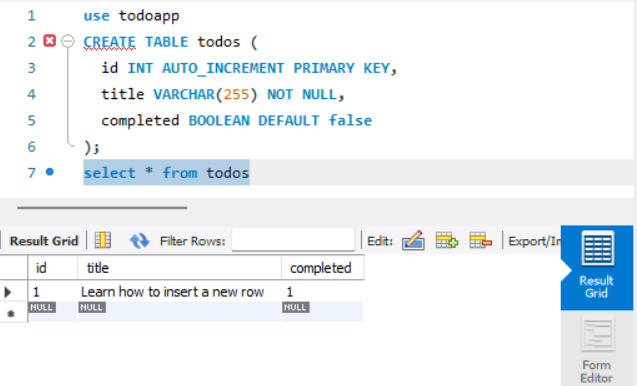 1 use todoapp
2 CREATE TABLE todos (
3 id INT AUTO_INCREMENT PRIMARY KEY,
4 title VARCHAR(255) NOT NULL,
5 completed BOOLEAN DEFAULT false
6 );
7 select * from todos
Result Grid Filter Rows: Edit: Export/Im
id title completed
1 Learn how to insert a new row 1
NULL NULL NULL
Result
Grid
Form
Editor